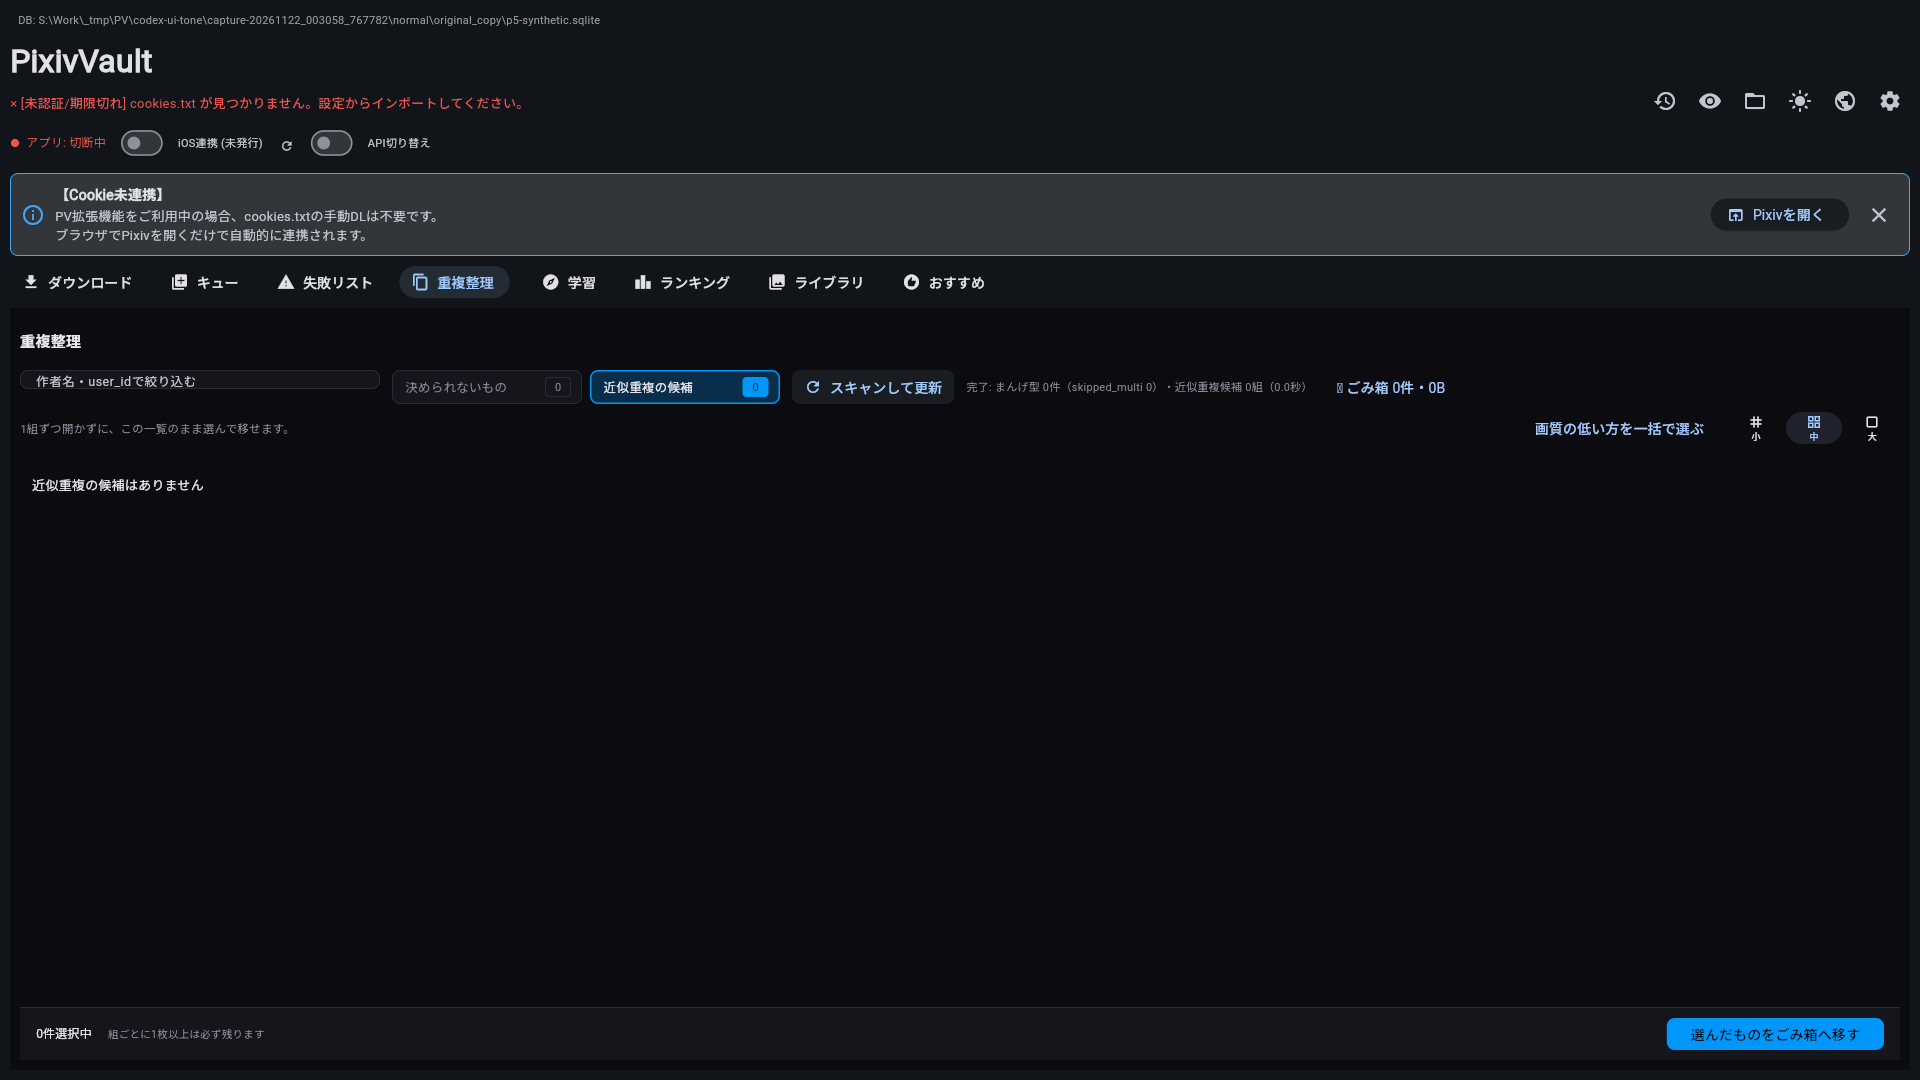 DB: S:\Work\_tmp\PV\codex-ui-tone\capture-20261122_003058_767782\normal\original_copy\p5-synthetic.sqlite
PixivVault
× [未認証/期限切れ] cookies.txt が見つかりません。設定からインポートしてください。
アプリ: 切断中 iOS連携 (未発行) API切り替え
【Cookie未連携】
PV拡張機能をご利用中の場合、cookies.txtの手動DLは不要です。
ブラウザでPixivを開くだけで自動的に連携されます。
Pixivを開く
ダウンロード キュー 失敗リスト 重複整理 学習 ランキング ライブラリ おすすめ
重複整理
作者名・user_idで絞り込む 決められないもの 0 近似重複の候補 0 スキャンして更新 完了: まんげ型 0件（skipped_multi 0）・近似重複候補 0組（0.0秒） ごみ箱 0件・0B
1組ずつ開かずに、この一覧のまま選んで移せます。 画質の低い方を一括で選ぶ 小 中 大
近似重複の候補はありません
0件選択中 組ごとに1枚以上は必ず残ります 選んだものをごみ箱へ移す